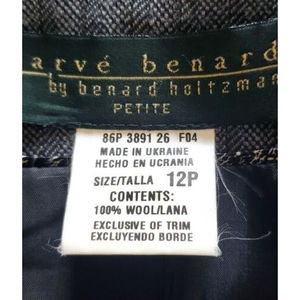 arvé benard
by benard holtzman
PETITE
86P 3891 26 F04
MADE IN UKRAINE
HECHO EN UCRANIA
SIZE/TALLA 12P
CONTENTS:
100% WOOL/LANA
EXCLUSIVE OF TRIM
EXCLUYENDO BORDE